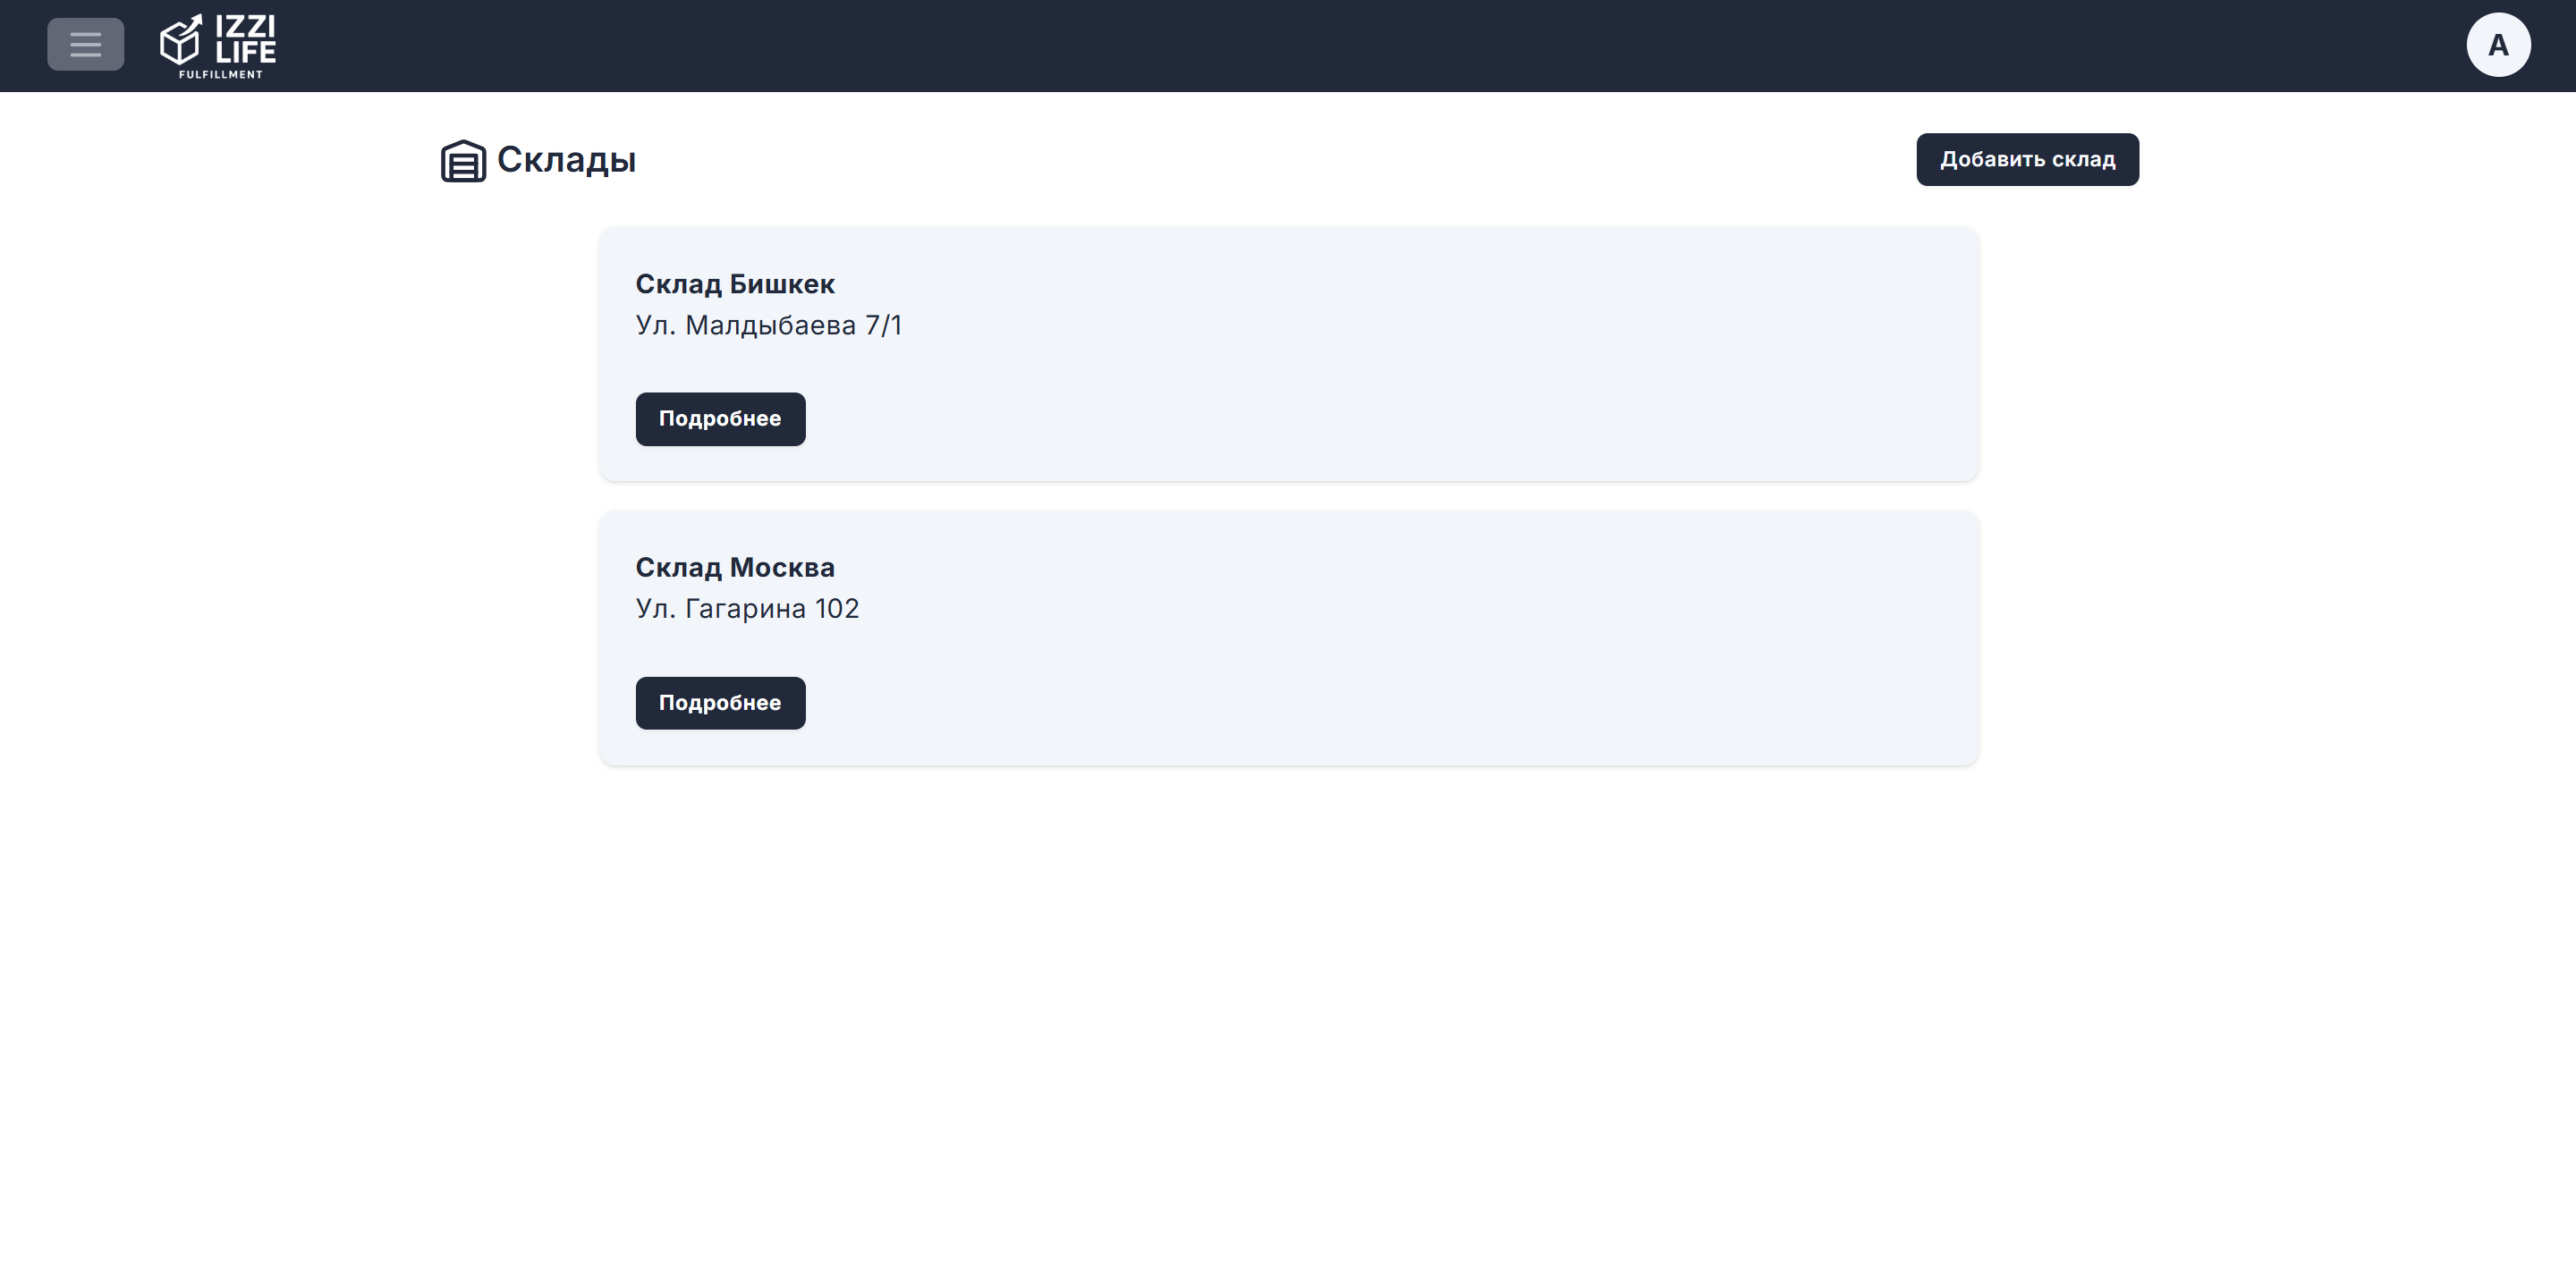 IZZI
LIFE
FULFILLMENT
A
Склады
Добавить склад
Склад Бишкек
Ул. Малдыбаева 7/1
Подробнее
Склад Москва
Ул. Гагарина 102
Подробнее